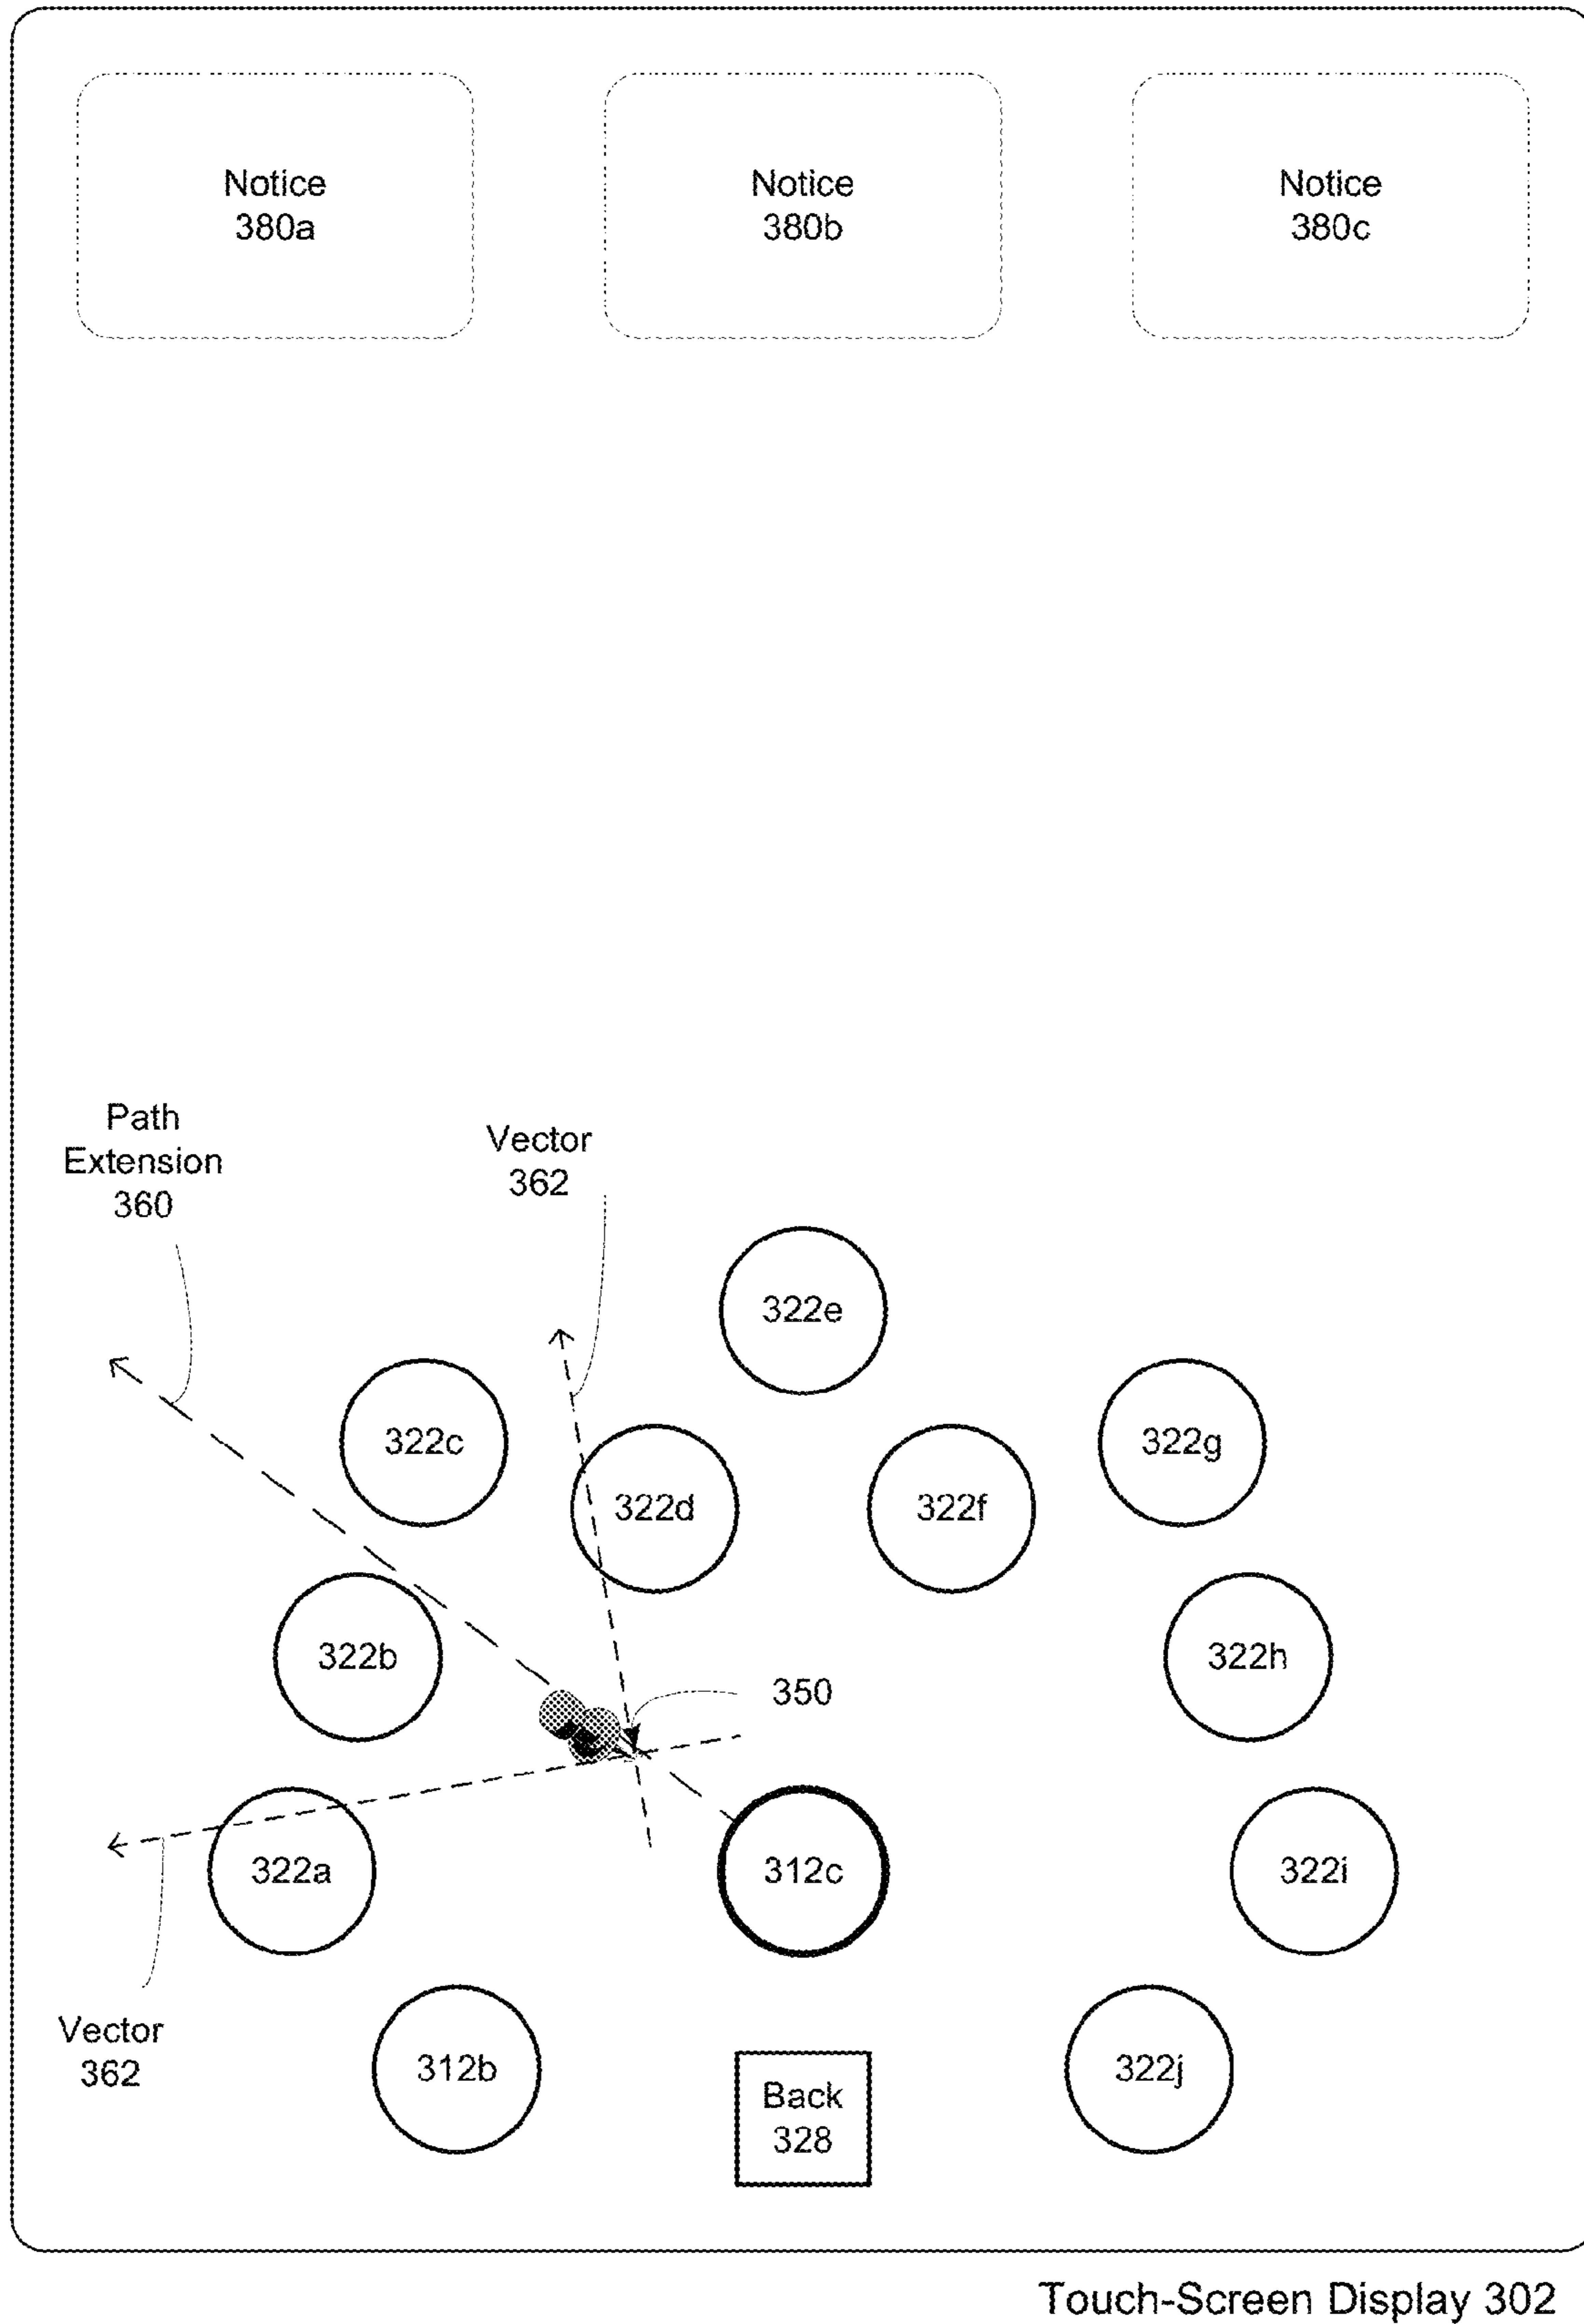 Notice
380a
Notice
380b
Notice
380c
Path
Extension
360
Vector
362
322e
322c
322g
322d
322f
322b
322h
350
322a
312c
322i
Vector
362
312b
322j
Back
328
Touch-Screen Display 302